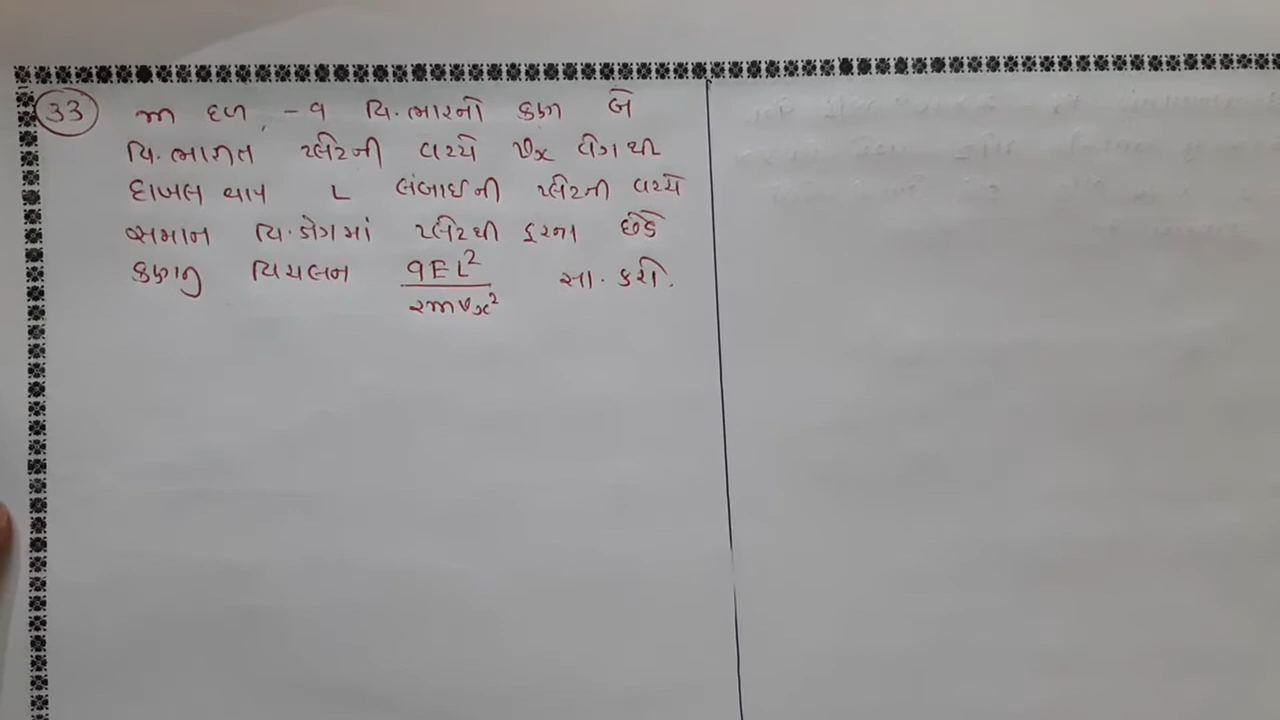 33 m દળ, -q વિ.ભારનો કણ બે
વિ.ભારીત પ્લેટની વચ્ચે vx વેગથી
દાખલ થાય L લંબાઈની પ્લેટની વચ્ચે
સમાન વિ.ક્ષેત્રમાં પ્લેટથી દૂરના છેડે
કણનું વિચલન qEL²/2mvx² સા. કરો.